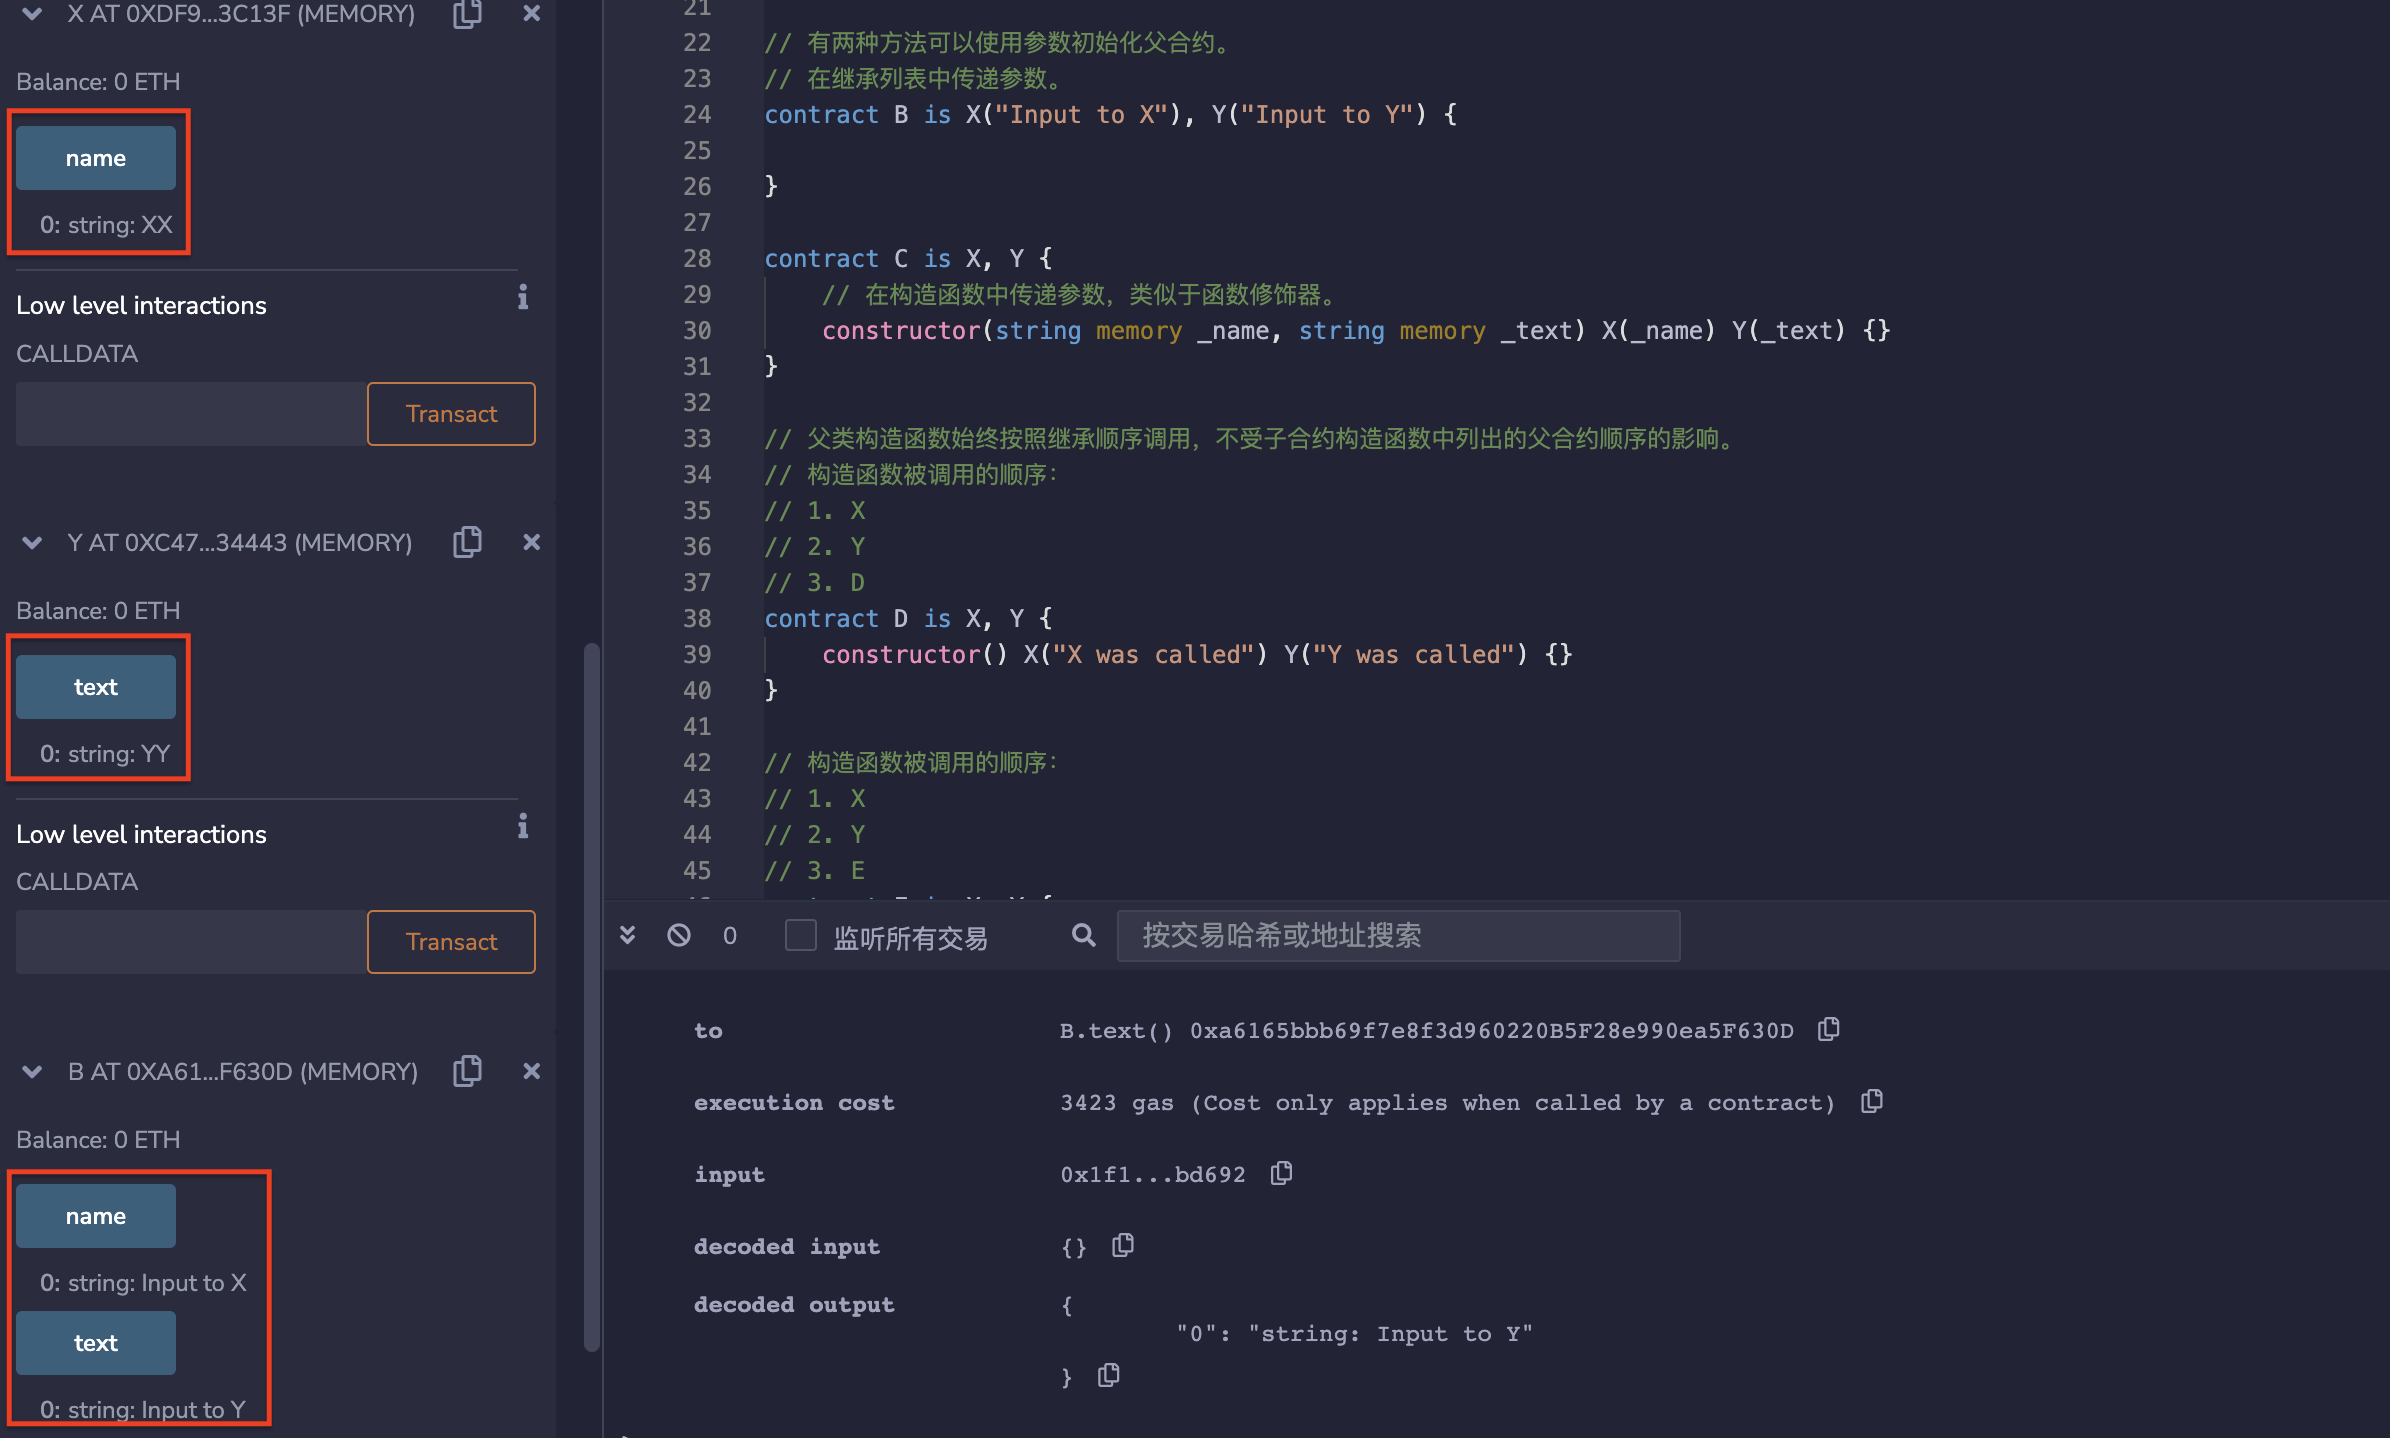 X AT 0XDF9...3C13F (MEMORY)
Balance: 0 ETH
name
0: string: XX
Low level interactions
CALLDATA
Transact
Y AT 0XC47...34443 (MEMORY)
Balance: 0 ETH
text
0: string: YY
Low level interactions
CALLDATA
Transact
B AT 0XA61...F630D (MEMORY)
Balance: 0 ETH
name
0: string: Input to X
text
0: string: Input to Y
21
22 // 有两种方法可以使用参数初始化父合约。
23 // 在继承列表中传递参数。
24 contract B is X("Input to X"), Y("Input to Y") {
25
26 }
27
28 contract C is X, Y {
29 // 在构造函数中传递参数，类似于函数修饰器。
30 constructor(string memory _name, string memory _text) X(_name) Y(_text) {}
31 }
32
33 // 父类构造函数始终按照继承顺序调用，不受子合约构造函数中列出的父合约顺序的影响。
34 // 构造函数被调用的顺序：
35 // 1. X
36 // 2. Y
37 // 3. D
38 contract D is X, Y {
39 constructor() X("X was called") Y("Y was called") {}
40 }
41
42 // 构造函数被调用的顺序：
43 // 1. X
44 // 2. Y
45 // 3. E
0 监听所有交易 按交易哈希或地址搜索
to B.text() 0xa6165bbb69f7e8f3d960220B5F28e990ea5F630D
execution cost 3423 gas (Cost only applies when called by a contract)
input 0x1f1...bd692
decoded input {}
decoded output {
"0": "string: Input to Y"
}